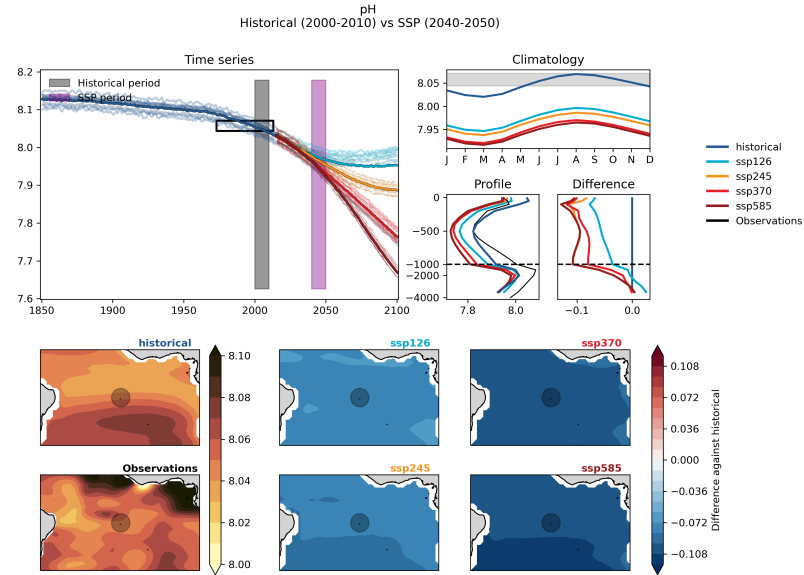 pH
Historical (2000-2010) vs SSP (2040-2050)
Time series
8.2
8.1
8.0
7.9
7.8
7.7
7.6
1850
1900
1950
2000
2050
2100
Historical period
SSP period
Climatology
8.05
8.00
7.95
J F M A M J J A S O N D
Profile
0
−500
−1000
−2000
−4000
7.8
8.0
Difference
−0.1
0.0
historical
ssp126
ssp245
ssp370
ssp585
Observations
historical
Observations
8.10
8.08
8.06
8.04
8.02
8.00
ssp126
ssp370
ssp245
ssp585
0.108
0.072
0.036
0.000
−0.036
−0.072
−0.108
Difference against historical